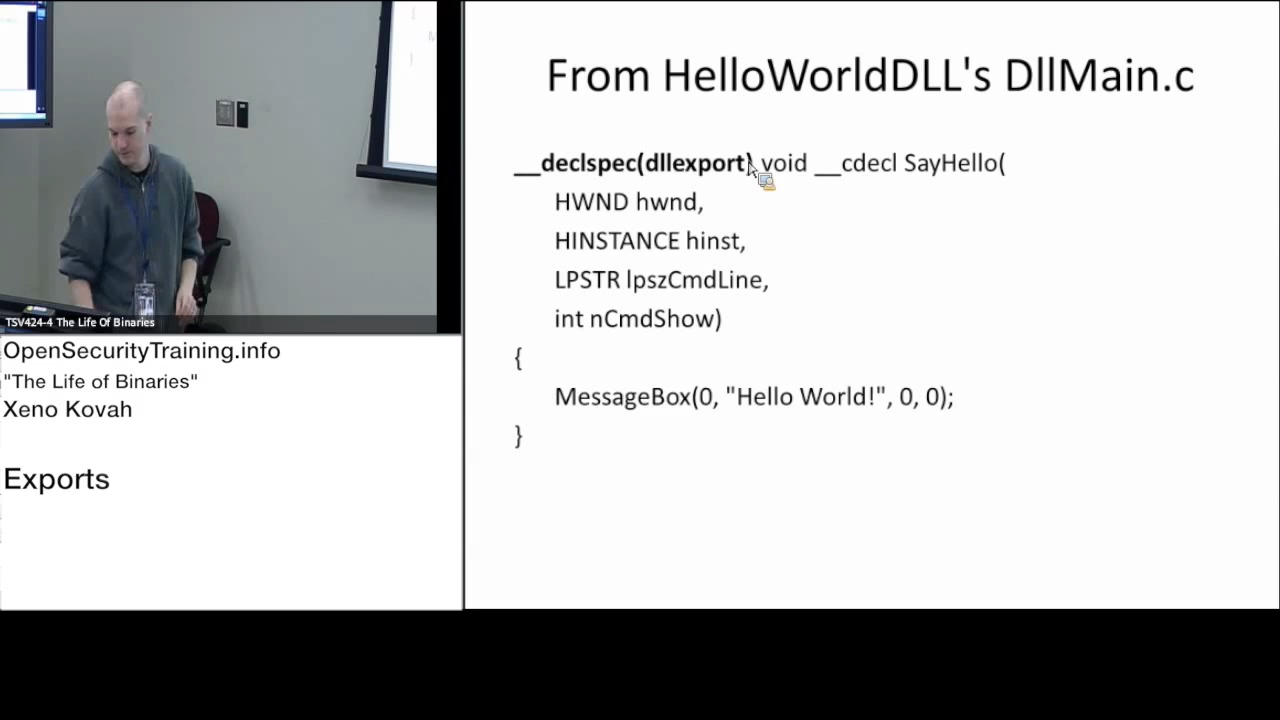 TSV424-4 The Life Of Binaries
OpenSecurityTraining.info
"The Life of Binaries"
Xeno Kovah
Exports
From HelloWorldDLL's DllMain.c
__declspec(dllexport) void __cdecl SayHello(
HWND hwnd,
HINSTANCE hinst,
LPSTR lpszCmdLine,
int nCmdShow)
{
MessageBox(0, "Hello World!", 0, 0);
}